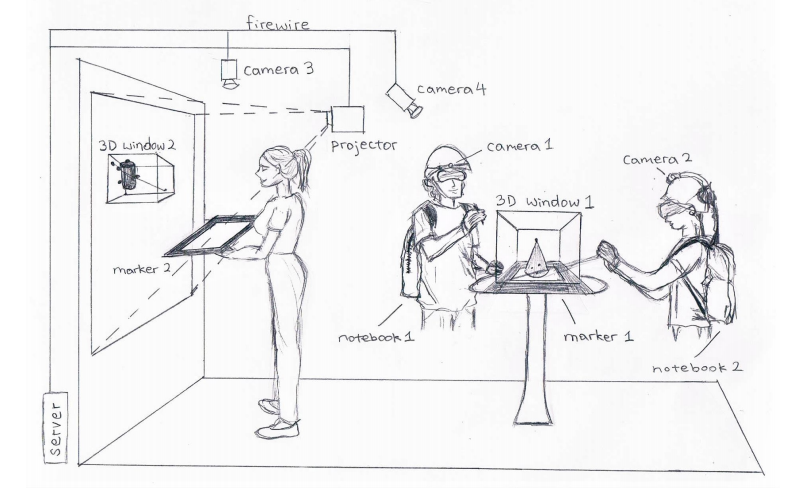 firewire
camera 3
camera 4
projector
3D window 2
camera 1
camera 2
3D window 1
marker 2
notebook 1
marker 1
notebook 2
server